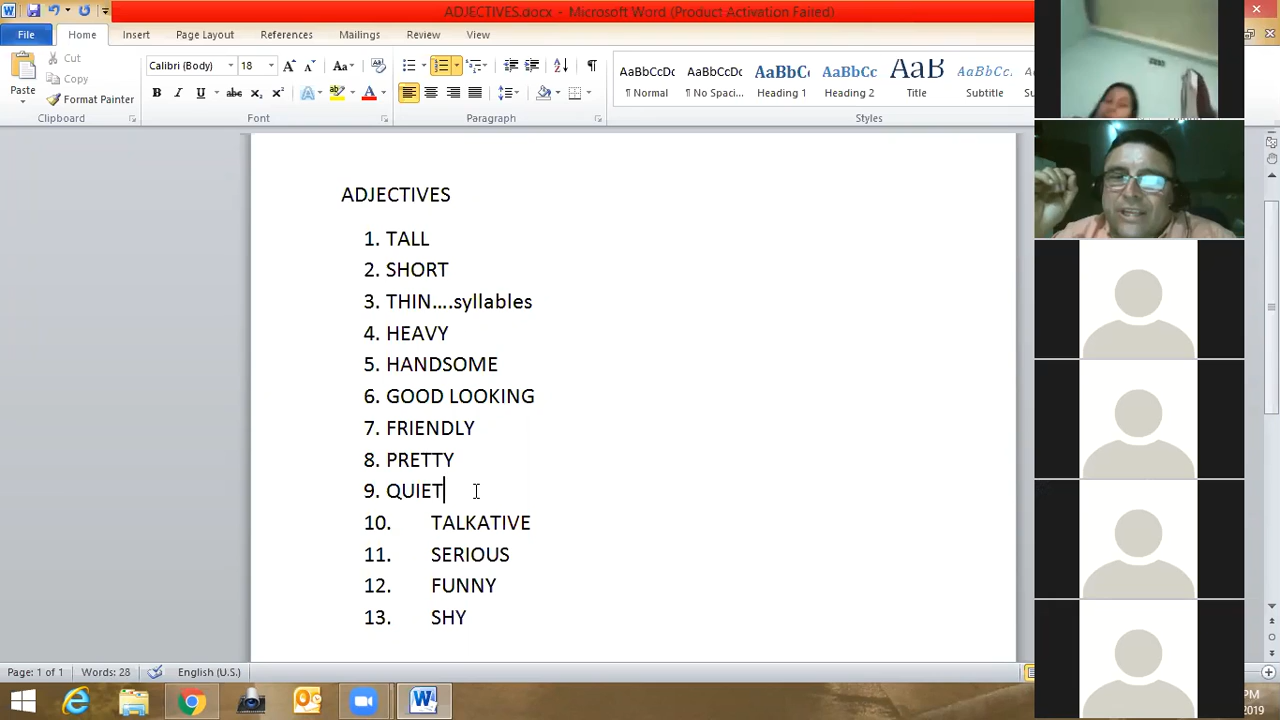 ADJECTIVES.docx - Microsoft Word (Product Activation Failed)
File Home Insert Page Layout References Mailings Review View
Cut
Copy
Format Painter
Paste
Calibri (Body) 18
AaBbCcDc AaBbCcDc AaBbC AaBbCc AaB AaBbCcL
¶ Normal ¶ No Spaci... Heading 1 Heading 2 Title Subtitle
Clipboard Font Paragraph Styles
ADJECTIVES
1. TALL
2. SHORT
3. THIN....syllables
4. HEAVY
5. HANDSOME
6. GOOD LOOKING
7. FRIENDLY
8. PRETTY
9. QUIET
10. TALKATIVE
11. SERIOUS
12. FUNNY
13. SHY
Page: 1 of 1 Words: 28 English (U.S.)
PM
2019